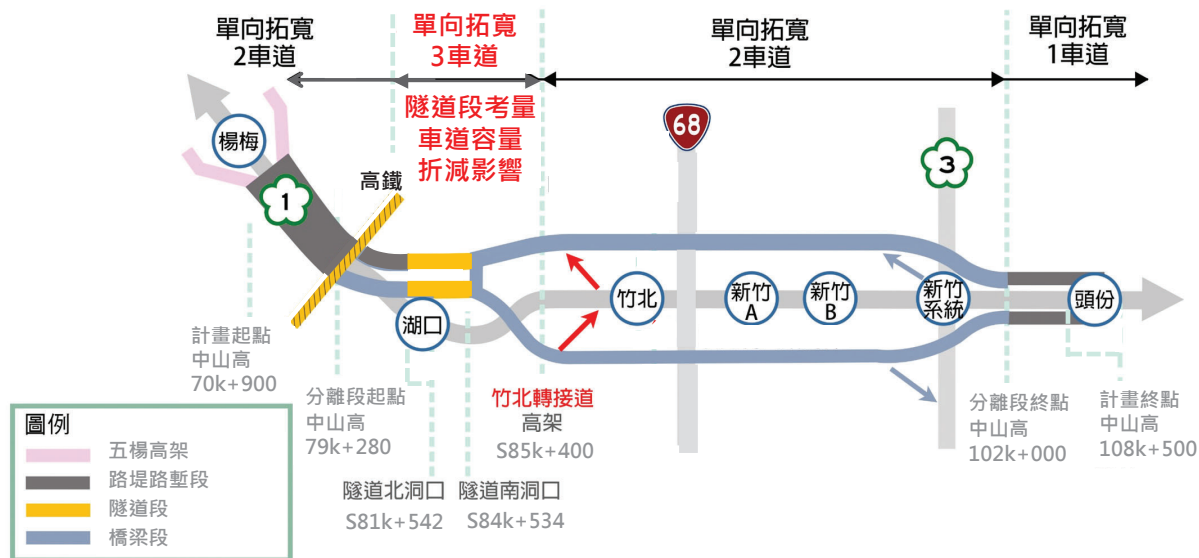 單向拓寬
2車道
單向拓寬
3車道
單向拓寬
2車道
單向拓寬
1車道
隧道段考量
車道容量
折減影響
68
楊梅
高鐵
3
1
竹北
新竹
A
新竹
B
新竹
系統
頭份
湖口
計畫起點
中山高
70k+900
分離段起點
中山高
79k+280
竹北轉接道
高架
S85k+400
分離段終點
中山高
102k+000
計畫終點
中山高
108k+500
隧道北洞口
S81k+542
隧道南洞口
S84k+534
圖例
五楊高架
路堤路塹段
隧道段
橋梁段